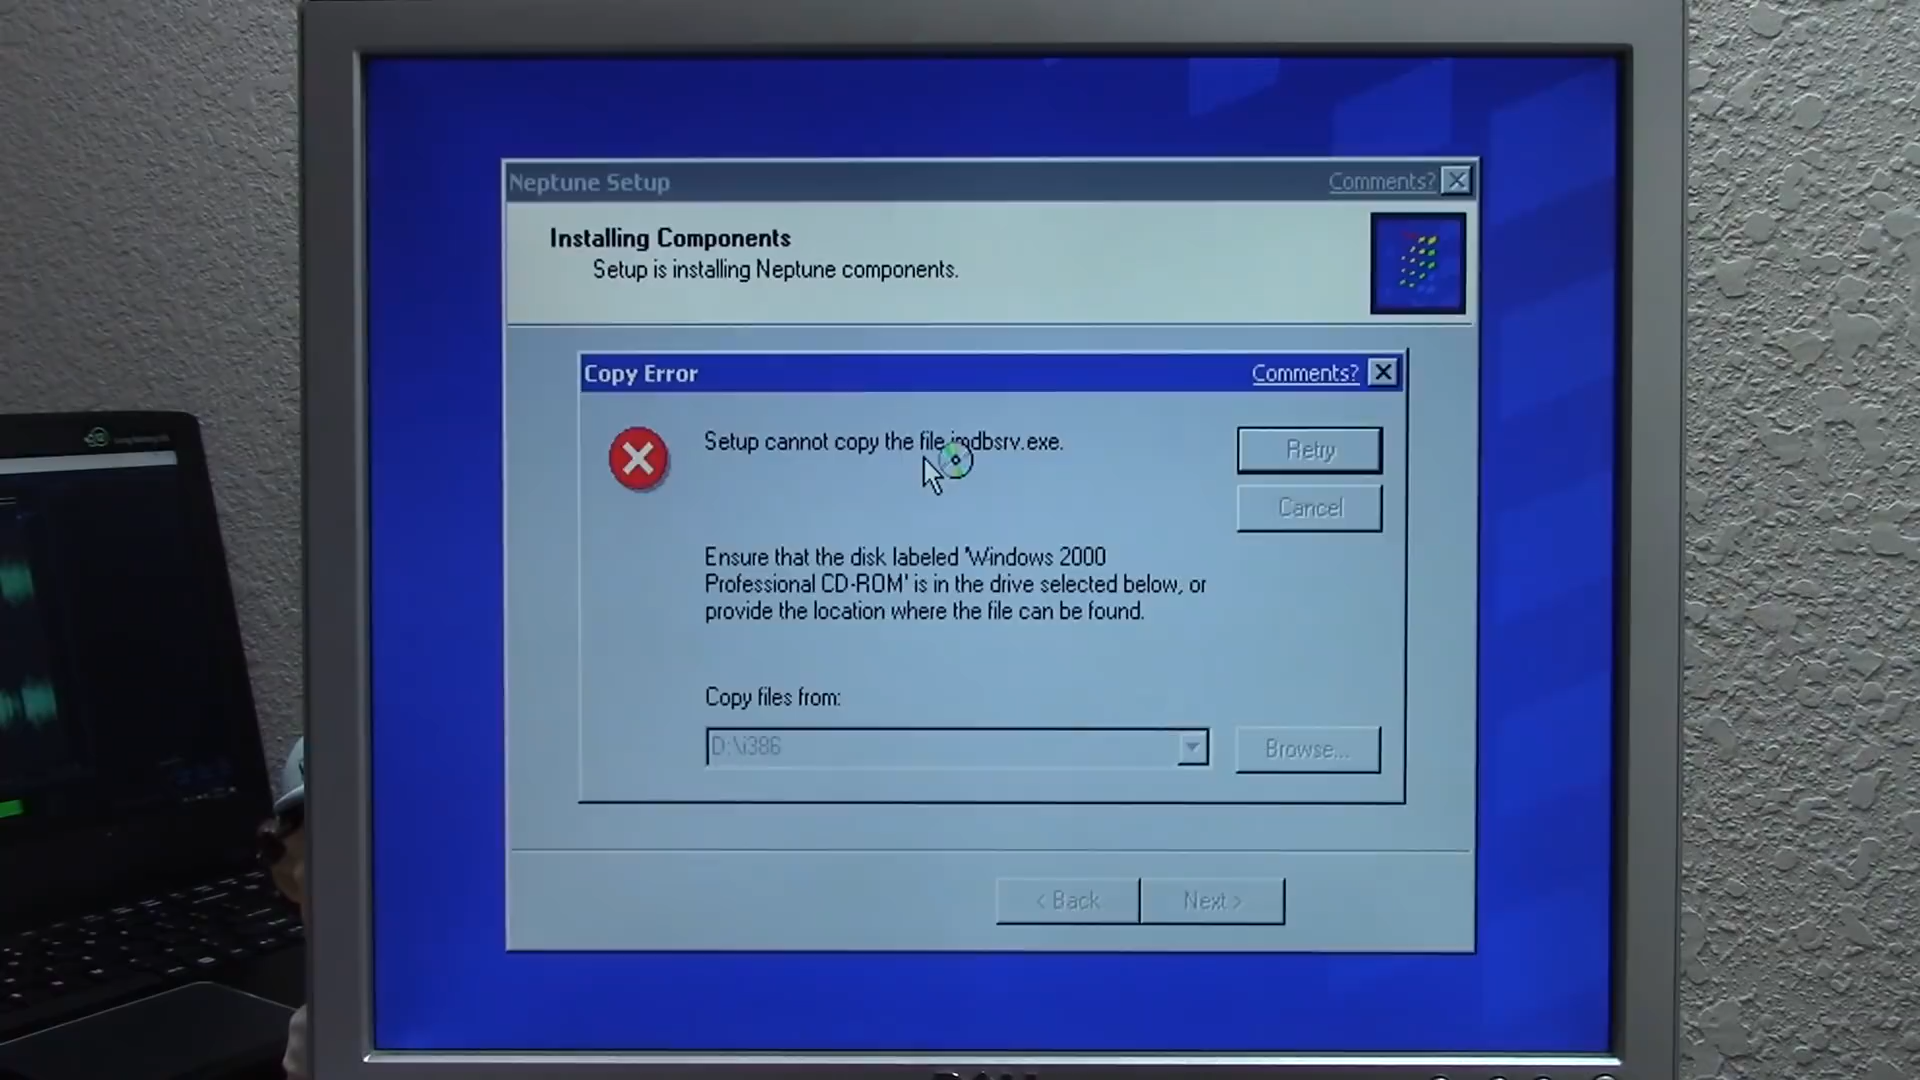 Neptune Setup
Comments?
Installing Components
Setup is installing Neptune components.
Copy Error
Comments?
Setup cannot copy the file imdbsrv.exe.
Retry
Cancel
Ensure that the disk labeled 'Windows 2000
Professional CD-ROM' is in the drive selected below, or
provide the location where the file can be found.
Copy files from:
D:\i386
Browse...
< Back
Next >